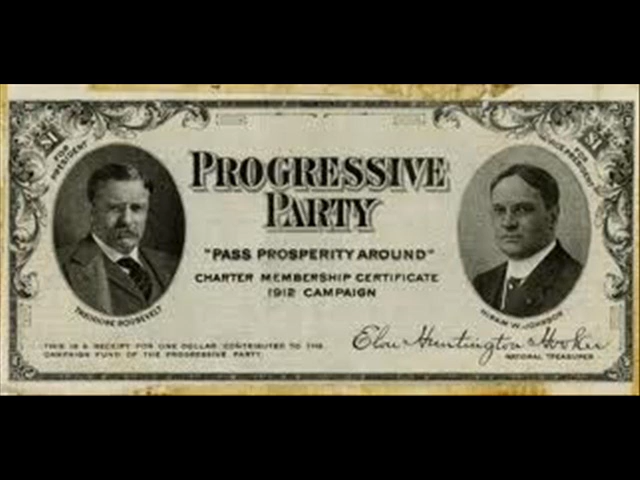 $1
$1
FOR PRESIDENT
FOR VICE PRESIDENT
PROGRESSIVE
PARTY
"PASS PROSPERITY AROUND"
CHARTER MEMBERSHIP CERTIFICATE
1912 CAMPAIGN
THEODORE ROOSEVELT
HIRAM W. JOHNSON
THIS IS A RECEIPT FOR ONE DOLLAR CONTRIBUTED TO THE
CAMPAIGN FUND OF THE PROGRESSIVE PARTY.
Elon Huntington Hooker
NATIONAL TREASURER